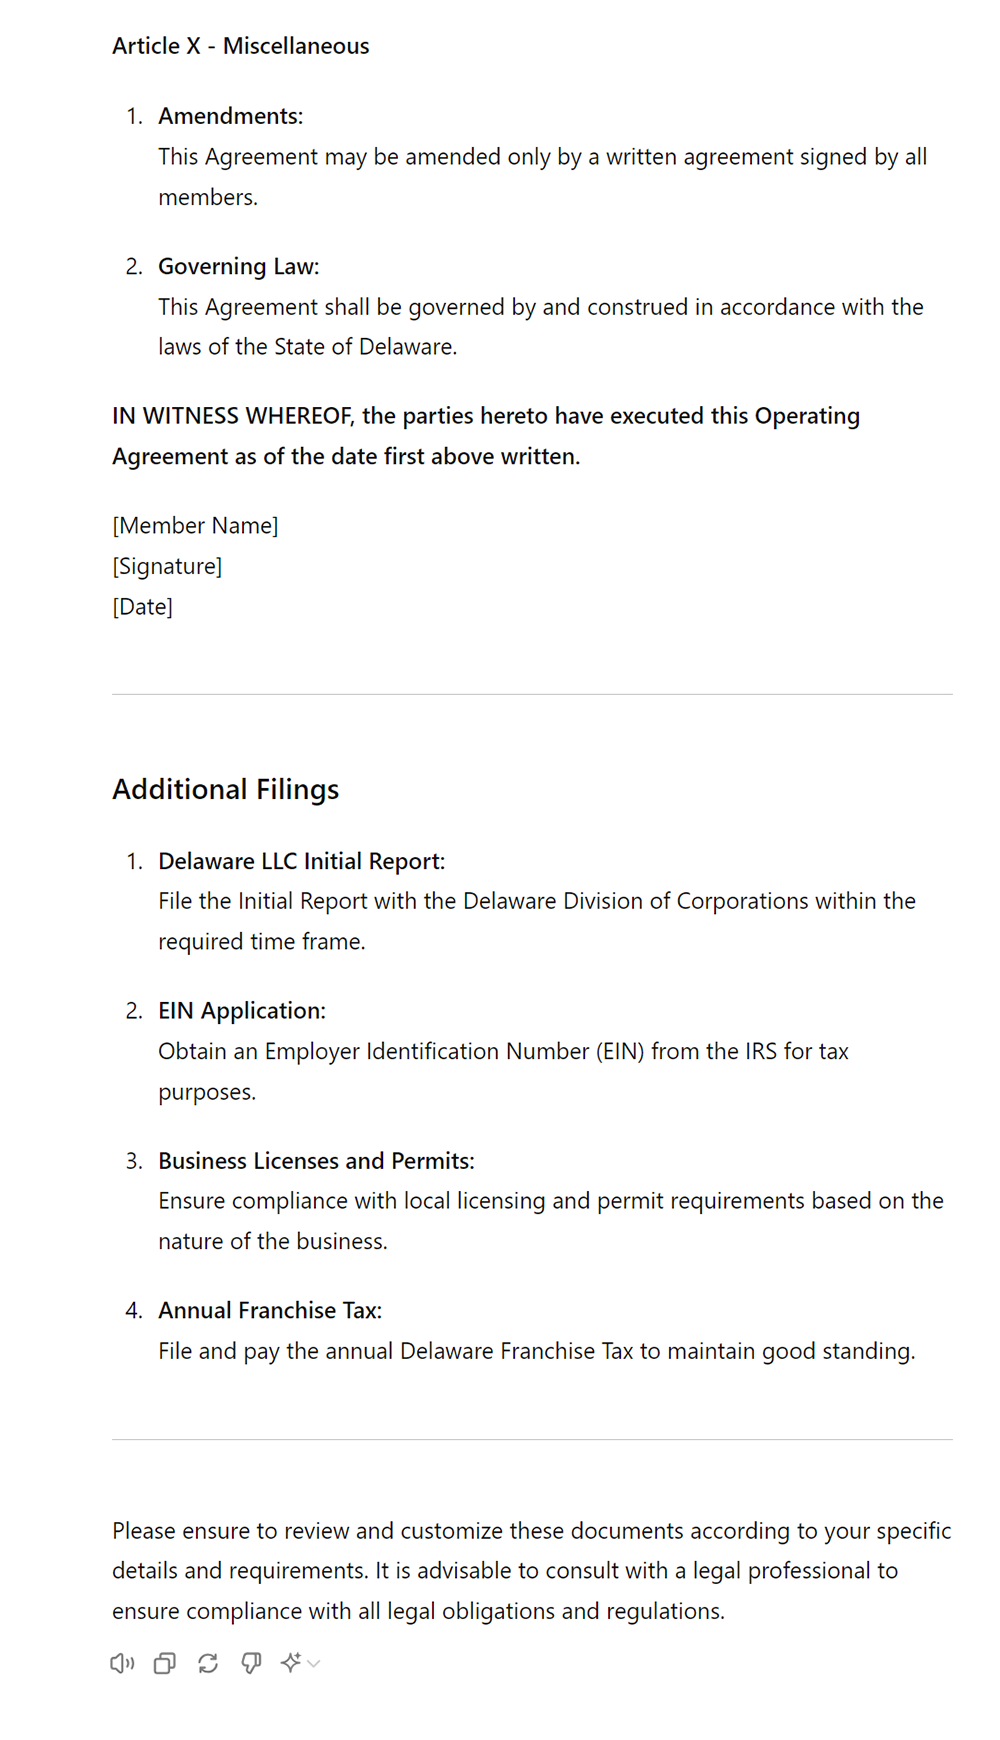 Article X - Miscellaneous
1. Amendments:
This Agreement may be amended only by a written agreement signed by all
members.
2. Governing Law:
This Agreement shall be governed by and construed in accordance with the
laws of the State of Delaware.
IN WITNESS WHEREOF, the parties hereto have executed this Operating
Agreement as of the date first above written.
[Member Name]
[Signature]
[Date]
Additional Filings
1. Delaware LLC Initial Report:
File the Initial Report with the Delaware Division of Corporations within the
required time frame.
2. EIN Application:
Obtain an Employer Identification Number (EIN) from the IRS for tax
purposes.
3. Business Licenses and Permits:
Ensure compliance with local licensing and permit requirements based on the
nature of the business.
4. Annual Franchise Tax:
File and pay the annual Delaware Franchise Tax to maintain good standing.
Please ensure to review and customize these documents according to your specific
details and requirements. It is advisable to consult with a legal professional to
ensure compliance with all legal obligations and regulations.